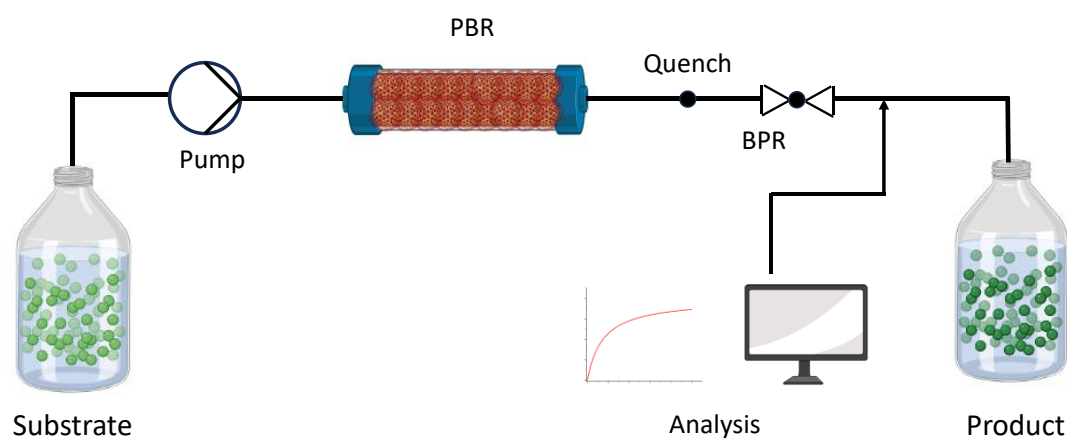 PBR
Quench
Pump
BPR
Substrate
Analysis
Product